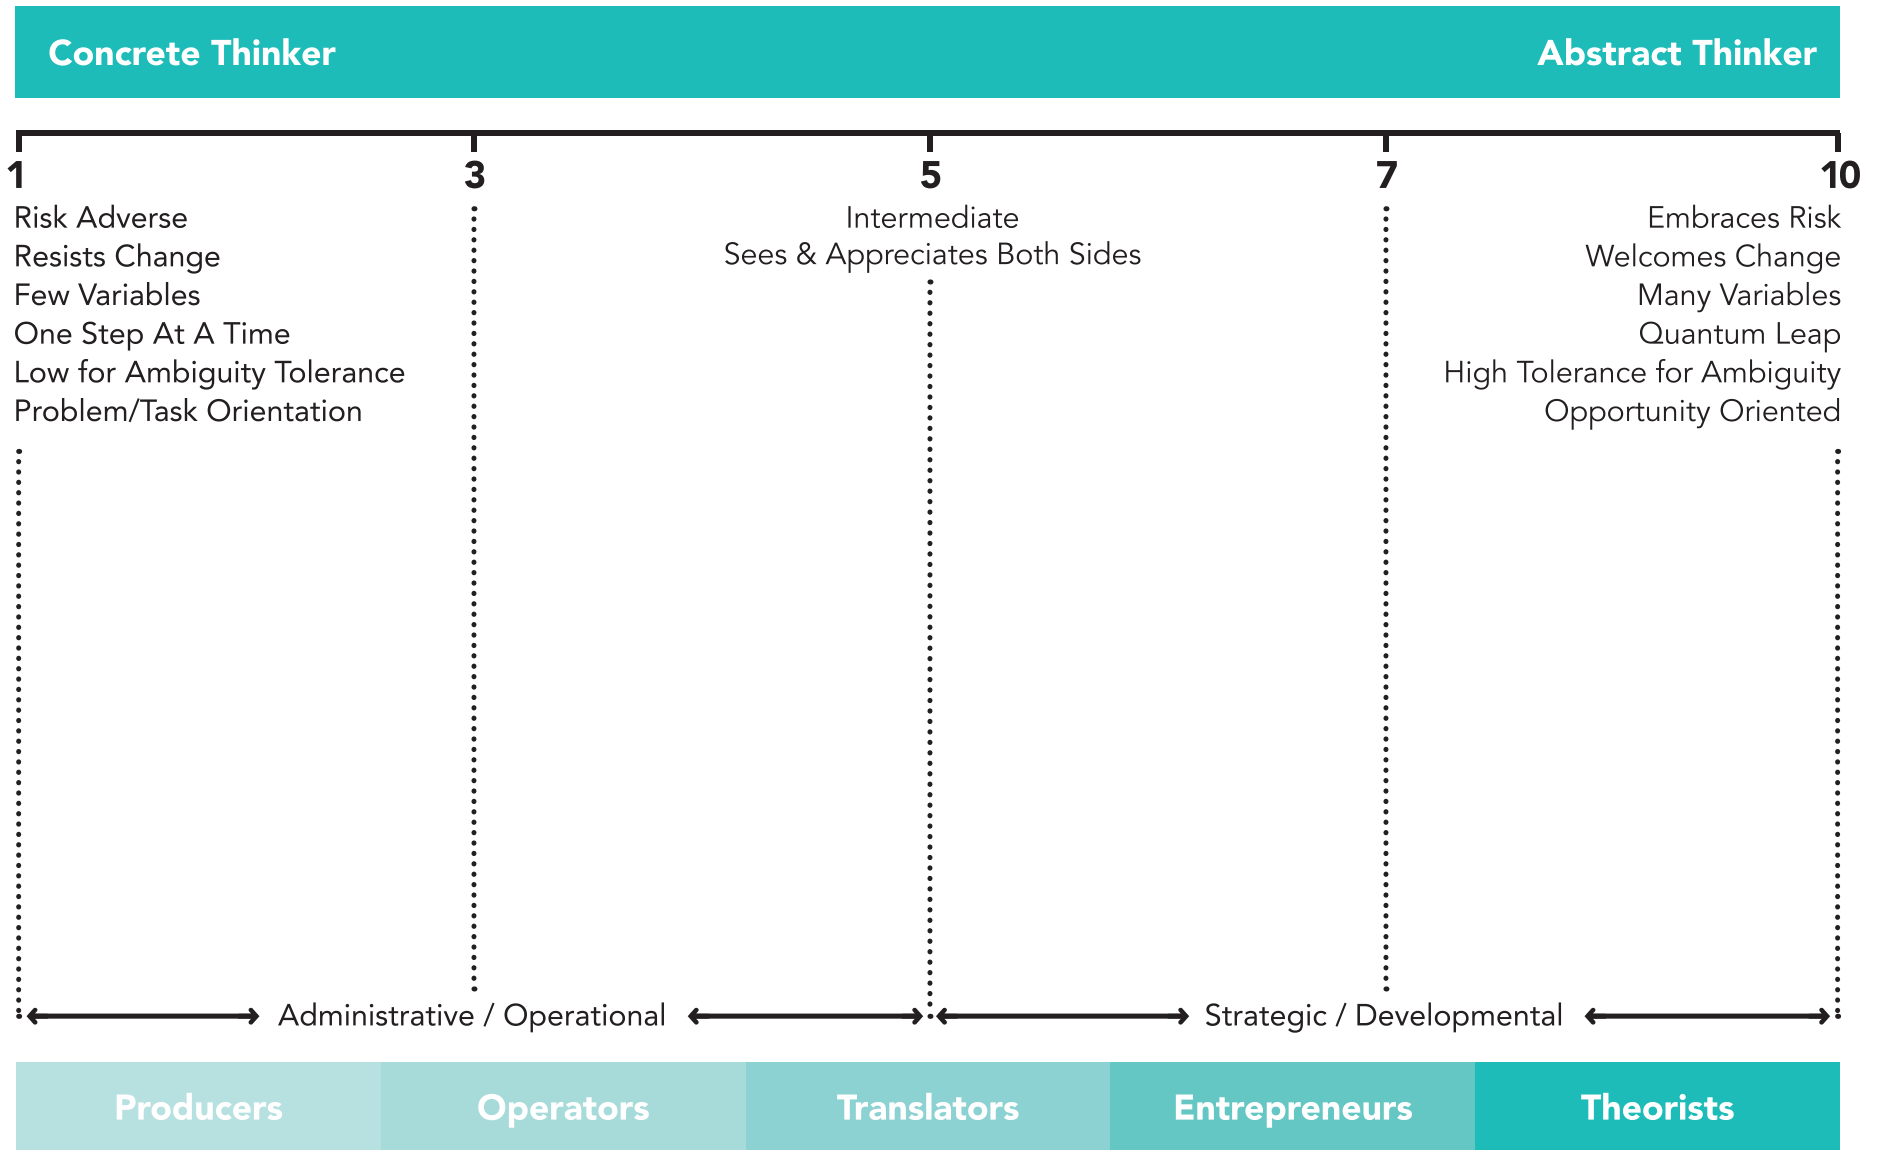 Concrete Thinker
Abstract Thinker
1
3
5
7
10
Risk Adverse
Resists Change
Few Variables
One Step At A Time
Low for Ambiguity Tolerance
Problem/Task Orientation
Intermediate
Sees & Appreciates Both Sides
Embraces Risk
Welcomes Change
Many Variables
Quantum Leap
High Tolerance for Ambiguity
Opportunity Oriented
Administrative / Operational
Strategic / Developmental
Producers
Operators
Translators
Entrepreneurs
Theorists